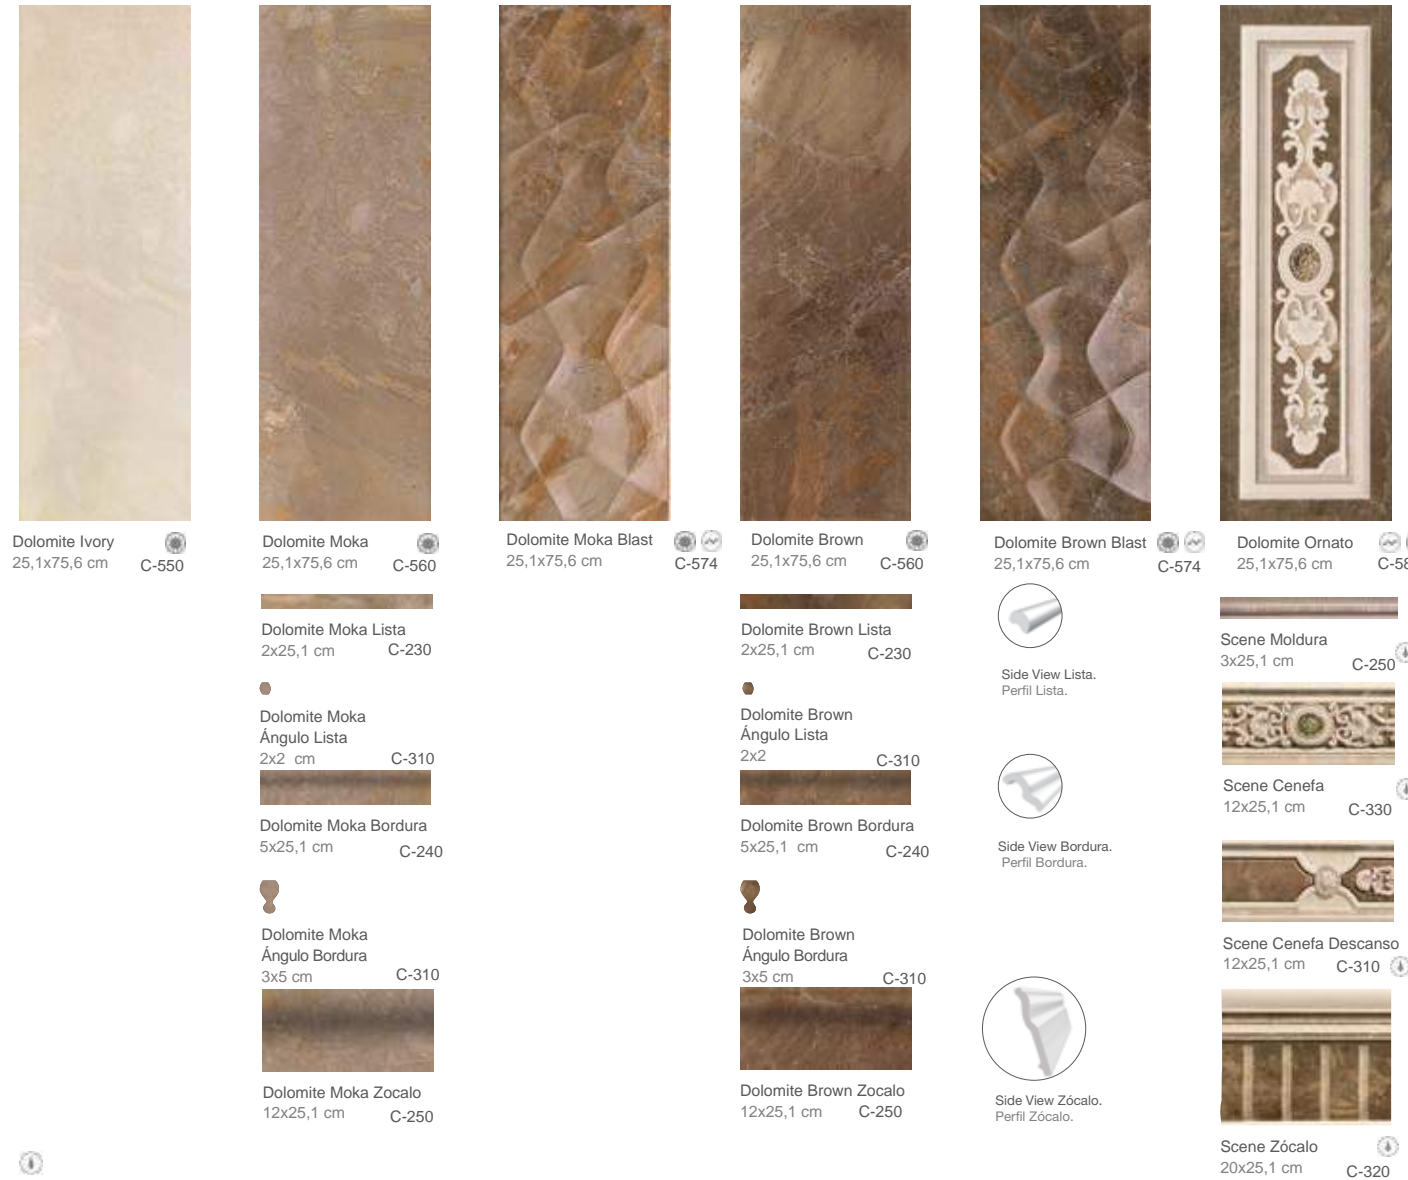 Dolomite Ivory
25,1x75,6 cm C-550
Dolomite Moka
25,1x75,6 cm C-560
Dolomite Moka Blast
25,1x75,6 cm C-574
Dolomite Brown
25,1x75,6 cm C-560
Dolomite Brown Blast
25,1x75,6 cm C-574
Dolomite Ornato
25,1x75,6 cm
Dolomite Moka Lista
2x25,1 cm C-230
Dolomite Moka
Ángulo Lista
2x2 cm C-310
Dolomite Moka Bordura
5x25,1 cm C-240
Dolomite Moka
Ángulo Bordura
3x5 cm C-310
Dolomite Moka Zocalo
12x25,1 cm C-250
Dolomite Brown Lista
2x25,1 cm C-230
Dolomite Brown
Ángulo Lista
2x2 C-310
Dolomite Brown Bordura
5x25,1 cm C-240
Dolomite Brown
Ángulo Bordura
3x5 cm C-310
Dolomite Brown Zocalo
12x25,1 cm C-250
Side View Lista.
Perfil Lista.
Side View Bordura.
Perfil Bordura.
Side View Zócalo.
Perfil Zócalo.
Scene Moldura
3x25,1 cm C-250
Scene Cenefa
12x25,1 cm C-330
Scene Cenefa Descanso
12x25,1 cm C-310
Scene Zócalo
20x25,1 cm C-320